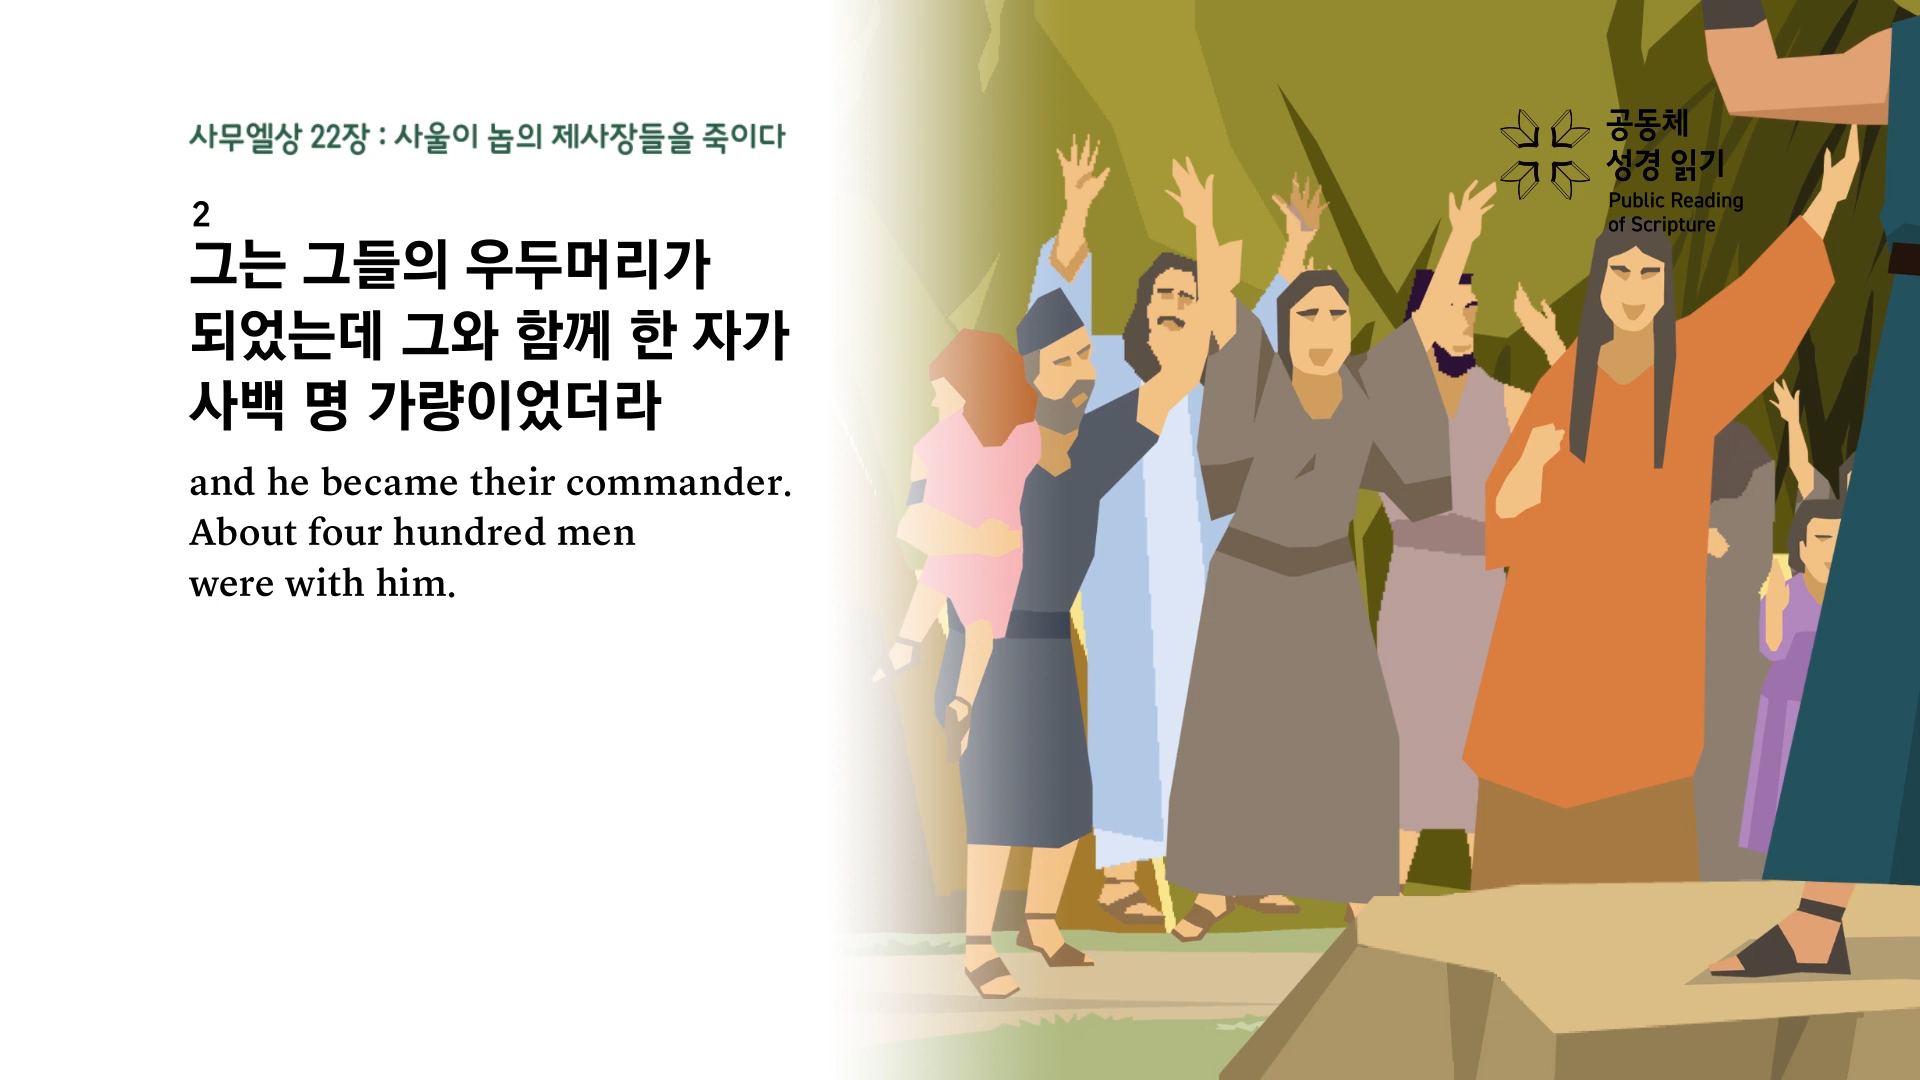 사무엘상 22장 : 사울이 놉의 제사장들을 죽이다
2
그는 그들의 우두머리가
되었는데 그와 함께 한 자가
사백 명 가량이었더라
and he became their commander.
About four hundred men
were with him.
공동체
성경 읽기
Public Reading
of Scripture